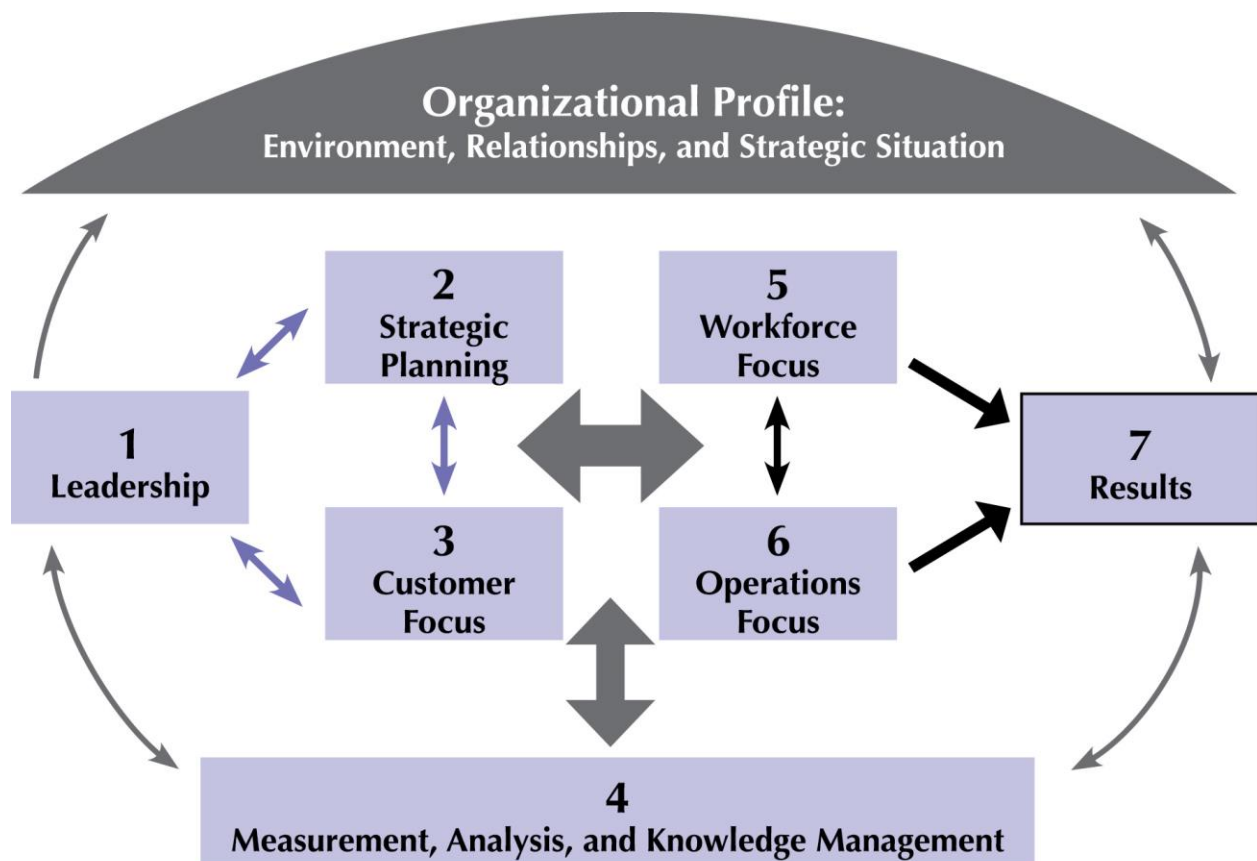 Organizational Profile:
Environment, Relationships, and Strategic Situation
1
Leadership
2
Strategic
Planning
3
Customer
Focus
5
Workforce
Focus
6
Operations
Focus
7
Results
4
Measurement, Analysis, and Knowledge Management